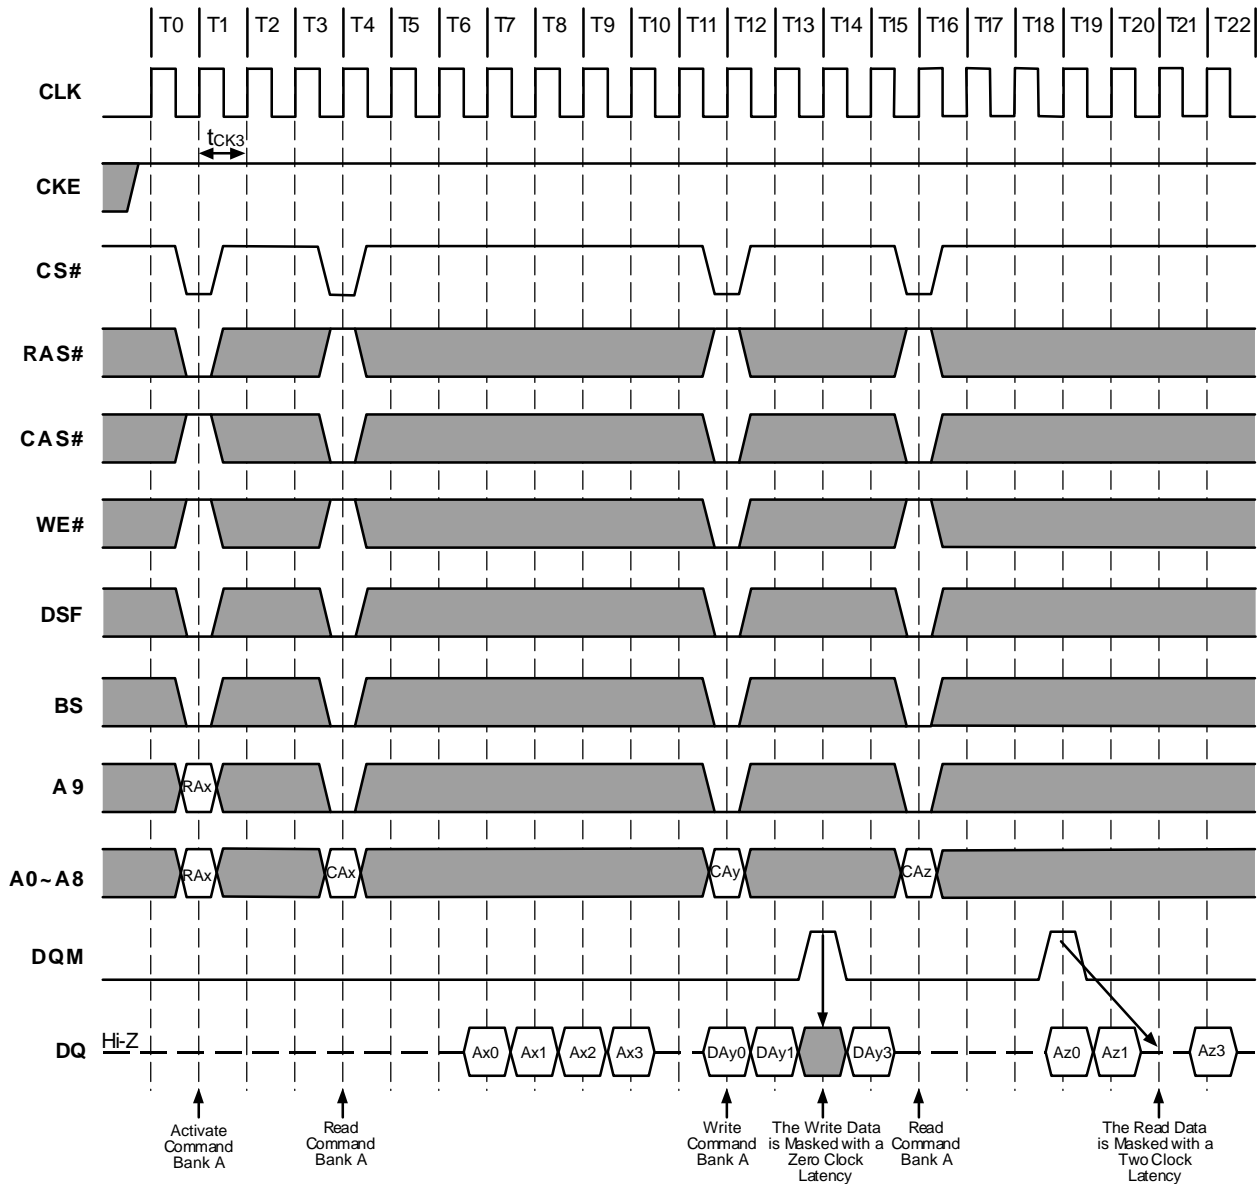 T0 T1 T2 T3 T4 T5 T6 T7 T8 T9 T10 T11 T12 T13 T14 T15 T16 T17 T18 T19 T20 T21 T22
CLK
tCK3
CKE
CS#
RAS#
CAS#
WE#
DSF
BS
A9
RAx
A0~A8
RAx CAx CAy CAz
DQM
DQ
Hi-Z
Ax0 Ax1 Ax2 Ax3 DAy0 DAy1 DAy3 Az0 Az1 Az3
Activate
Command
Bank A
Read
Command
Bank A
Write
Command
Bank A
The Write Data
is Masked with a
Zero Clock
Latency
Read
Command
Bank A
The Read Data
is Masked with a
Two Clock
Latency